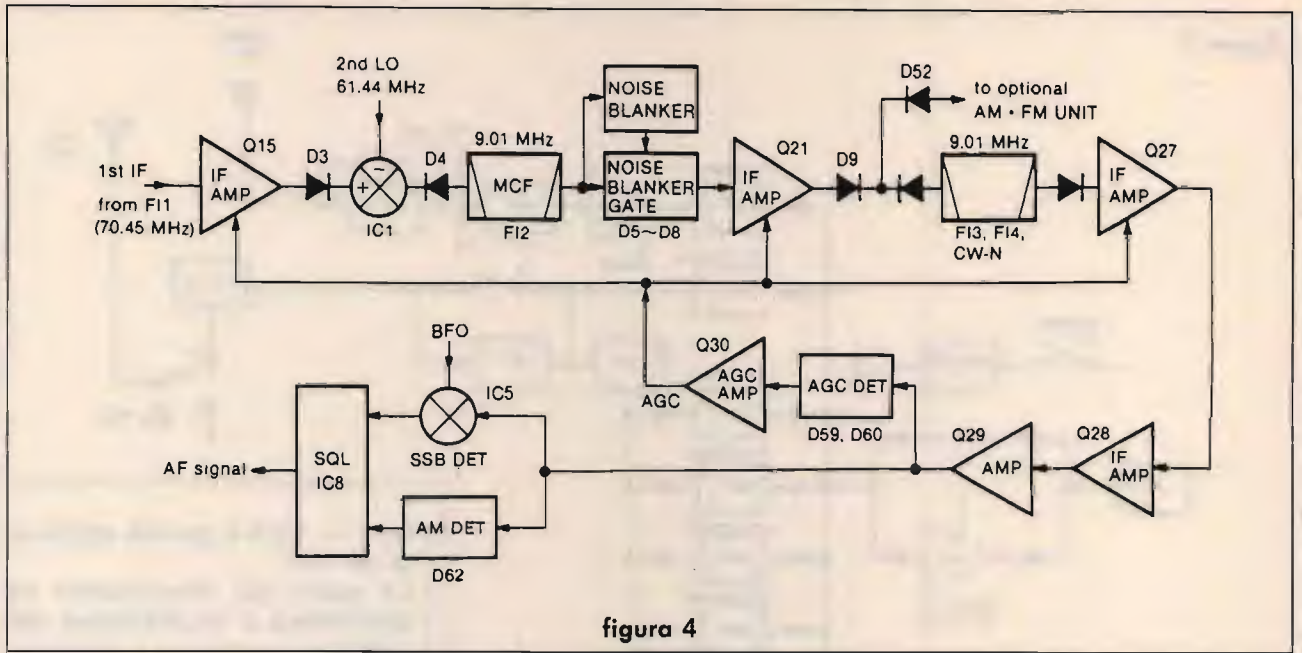 2nd LO
61.44 MHz
D52
to optional
AM • FM UNIT
NOISE
BLANKER
Q15
D3
D4
9.01 MHz
Q21
D9
9.01 MHz
Q27
1st IF
from FI1
(70.45 MHz)
IF
AMP
+
−
IC1
MCF
FI2
NOISE
BLANKER
GATE
D5~D8
IF
AMP
FI3, FI4,
CW-N
IF
AMP
BFO
Q30
AGC
AGC
AMP
AGC DET
D59, D60
IC5
SSB DET
Q29
AMP
Q28
IF
AMP
AF signal
SQL
IC8
AM DET
D62
figura 4